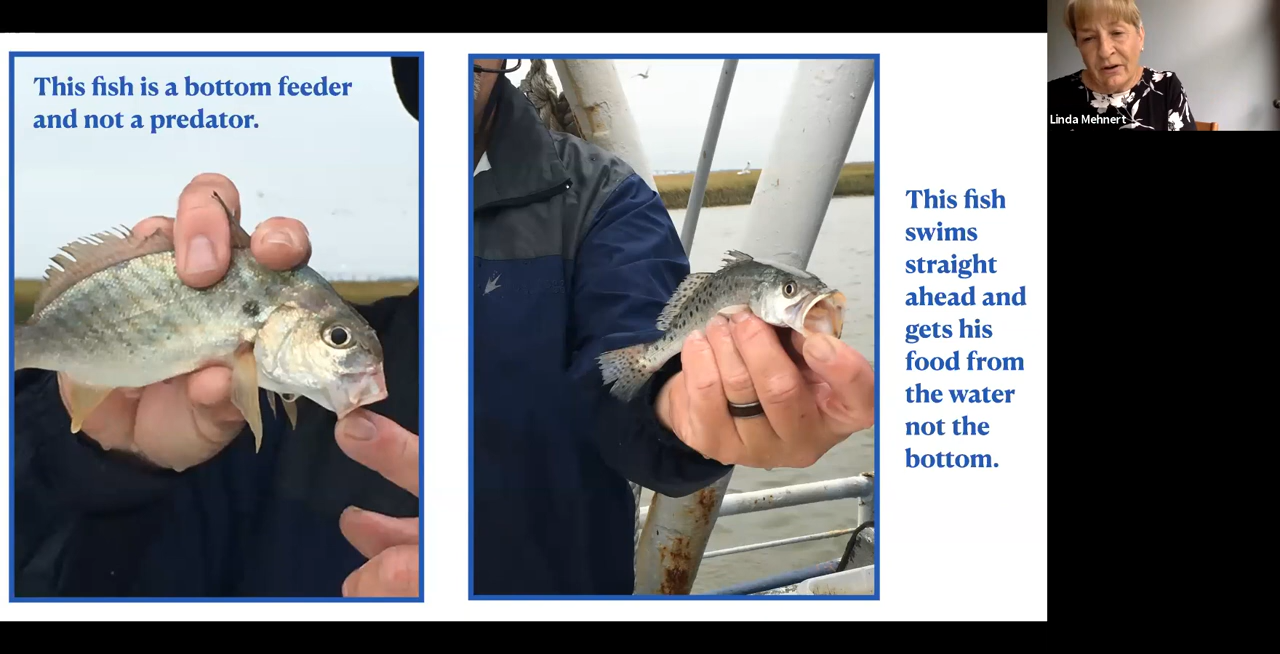 This fish is a bottom feeder
and not a predator.
This fish
swims
straight
ahead and
gets his
food from
the water
not the
bottom.
Linda Mehnert